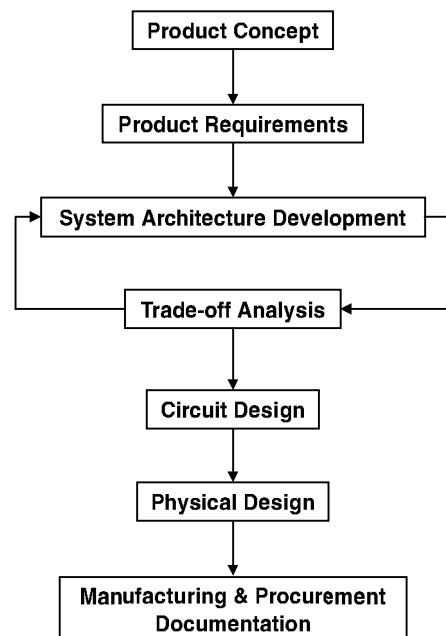 Product Concept
Product Requirements
System Architecture Development
Trade-off Analysis
Circuit Design
Physical Design
Manufacturing & Procurement
Documentation